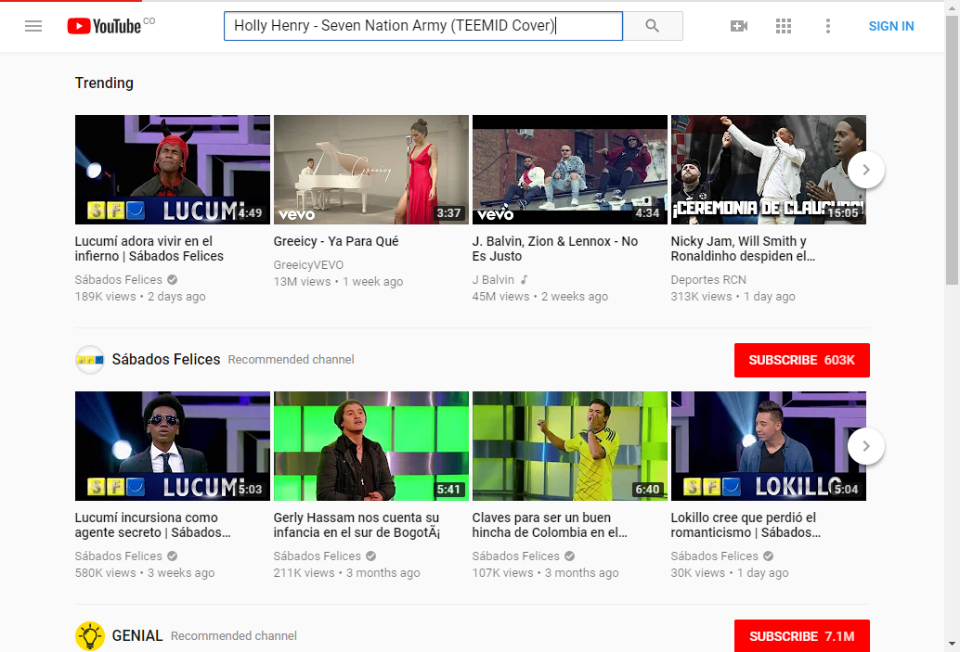 YouTube CO
Holly Henry - Seven Nation Army (TEEMID Cover)
SIGN IN
Trending
SF LUCUMÍ 4:49
vevo 3:37
vevo 4:34
¡CEREMONIA DE CLAUSUR 15:05
Lucumí adora vivir en el
infierno | Sábados Felices
Sábados Felices
189K views • 2 days ago
Greeicy - Ya Para Qué
GreeicyVEVO
13M views • 1 week ago
J. Balvin, Zion & Lennox - No
Es Justo
J Balvin
45M views • 2 weeks ago
Nicky Jam, Will Smith y
Ronaldinho despiden el...
Deportes RCN
313K views • 1 day ago
Sábados Felices Recommended channel
SUBSCRIBE 603K
SF LUCUMÍ 5:03
5:41
6:40
SF LOKILLO 5:04
Lucumí incursiona como
agente secreto | Sábados...
Sábados Felices
580K views • 3 weeks ago
Gerly Hassam nos cuenta su
infancia en el sur de BogotÃ¡
Sábados Felices
211K views • 3 months ago
Claves para ser un buen
hincha de Colombia en el...
Sábados Felices
107K views • 3 months ago
Lokillo cree que perdió el
romanticismo | Sábados...
Sábados Felices
30K views • 1 day ago
GENIAL Recommended channel
SUBSCRIBE 7.1M